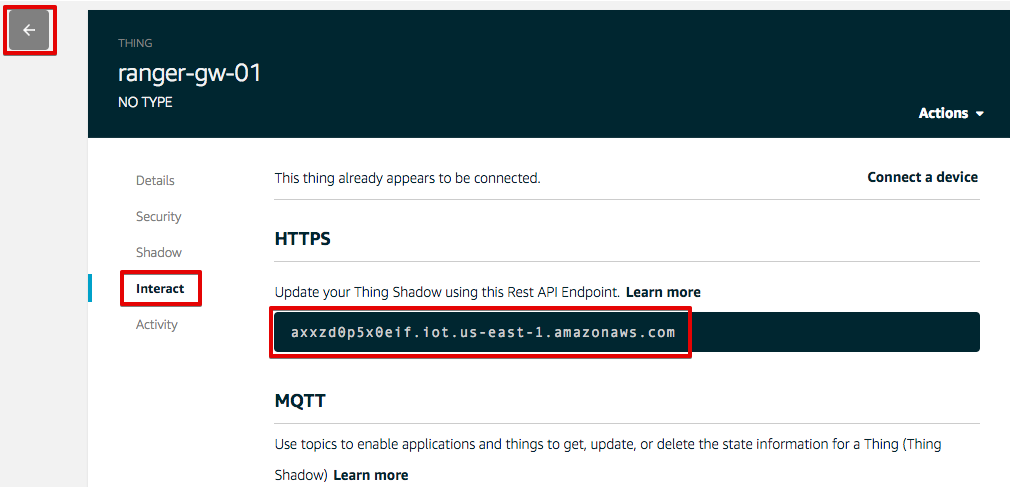 THING
ranger-gw-01
NO TYPE
Actions
Details
Security
Shadow
Interact
Activity
This thing already appears to be connected.
Connect a device
HTTPS
Update your Thing Shadow using this Rest API Endpoint. Learn more
axxzd0p5x0eif.iot.us-east-1.amazonaws.com
MQTT
Use topics to enable applications and things to get, update, or delete the state information for a Thing (Thing
Shadow) Learn more